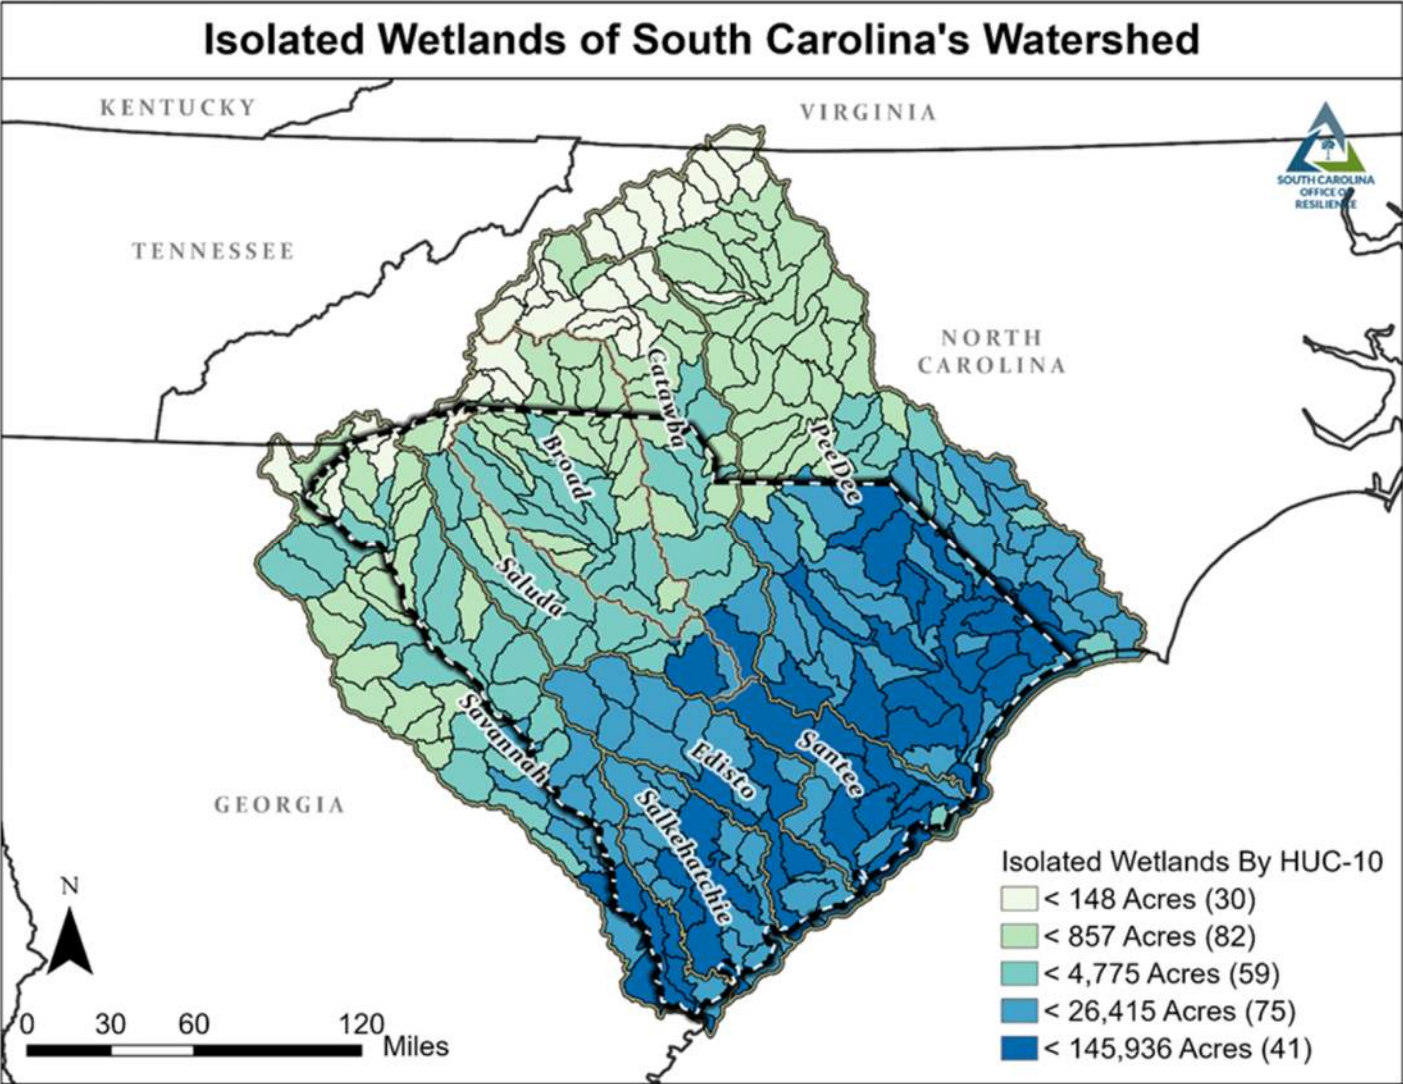 Isolated Wetlands of South Carolina's Watershed
KENTUCKY
VIRGINIA
SOUTH CAROLINA
OFFICE OF
RESILIENCE
TENNESSEE
NORTH
CAROLINA
Catawba
PeeDee
Broad
Saluda
Savannah
Edisto
Santee
Salkehatchie
GEORGIA
Isolated Wetlands By HUC-10
< 148 Acres (30)
< 857 Acres (82)
< 4,775 Acres (59)
< 26,415 Acres (75)
< 145,936 Acres (41)
N
0 30 60 120
Miles